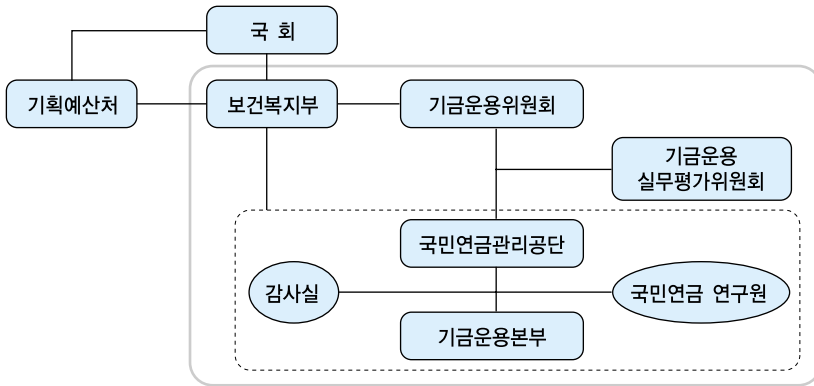 국 회
기획예산처
보건복지부
기금운용위원회
기금운용
실무평가위원회
국민연금관리공단
감사실
국민연금 연구원
기금운용본부